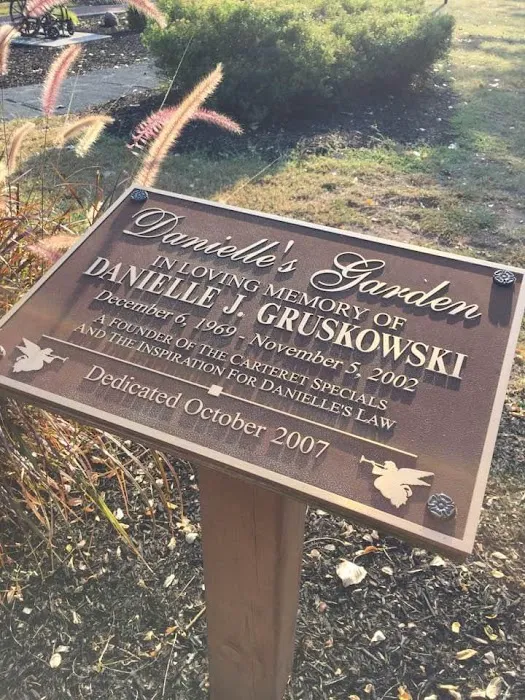 Danielle's Garden
IN LOVING MEMORY OF
DANIELLE J. GRUSKOWSKI
December 6, 1969 - November 5, 2002
A FOUNDER OF THE CARTERET SPECIALS
AND THE INSPIRATION FOR DANIELLE'S LAW
Dedicated October 2007